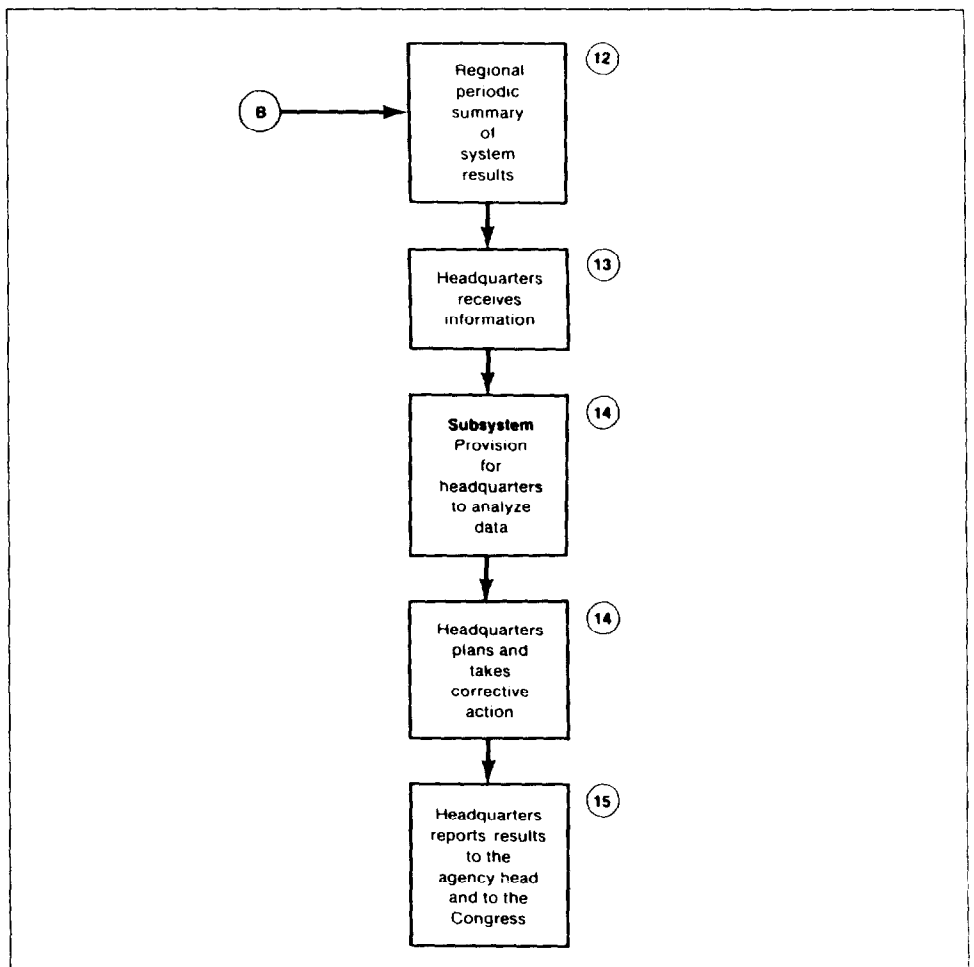 12
Regional
periodic
summary
of
system
results
B
13
Headquarters
receives
information
14
Subsystem
Provision
for
headquarters
to analyze
data
14
Headquarters
plans and
takes
corrective
action
15
Headquarters
reports results
to the
agency head
and to the
Congress